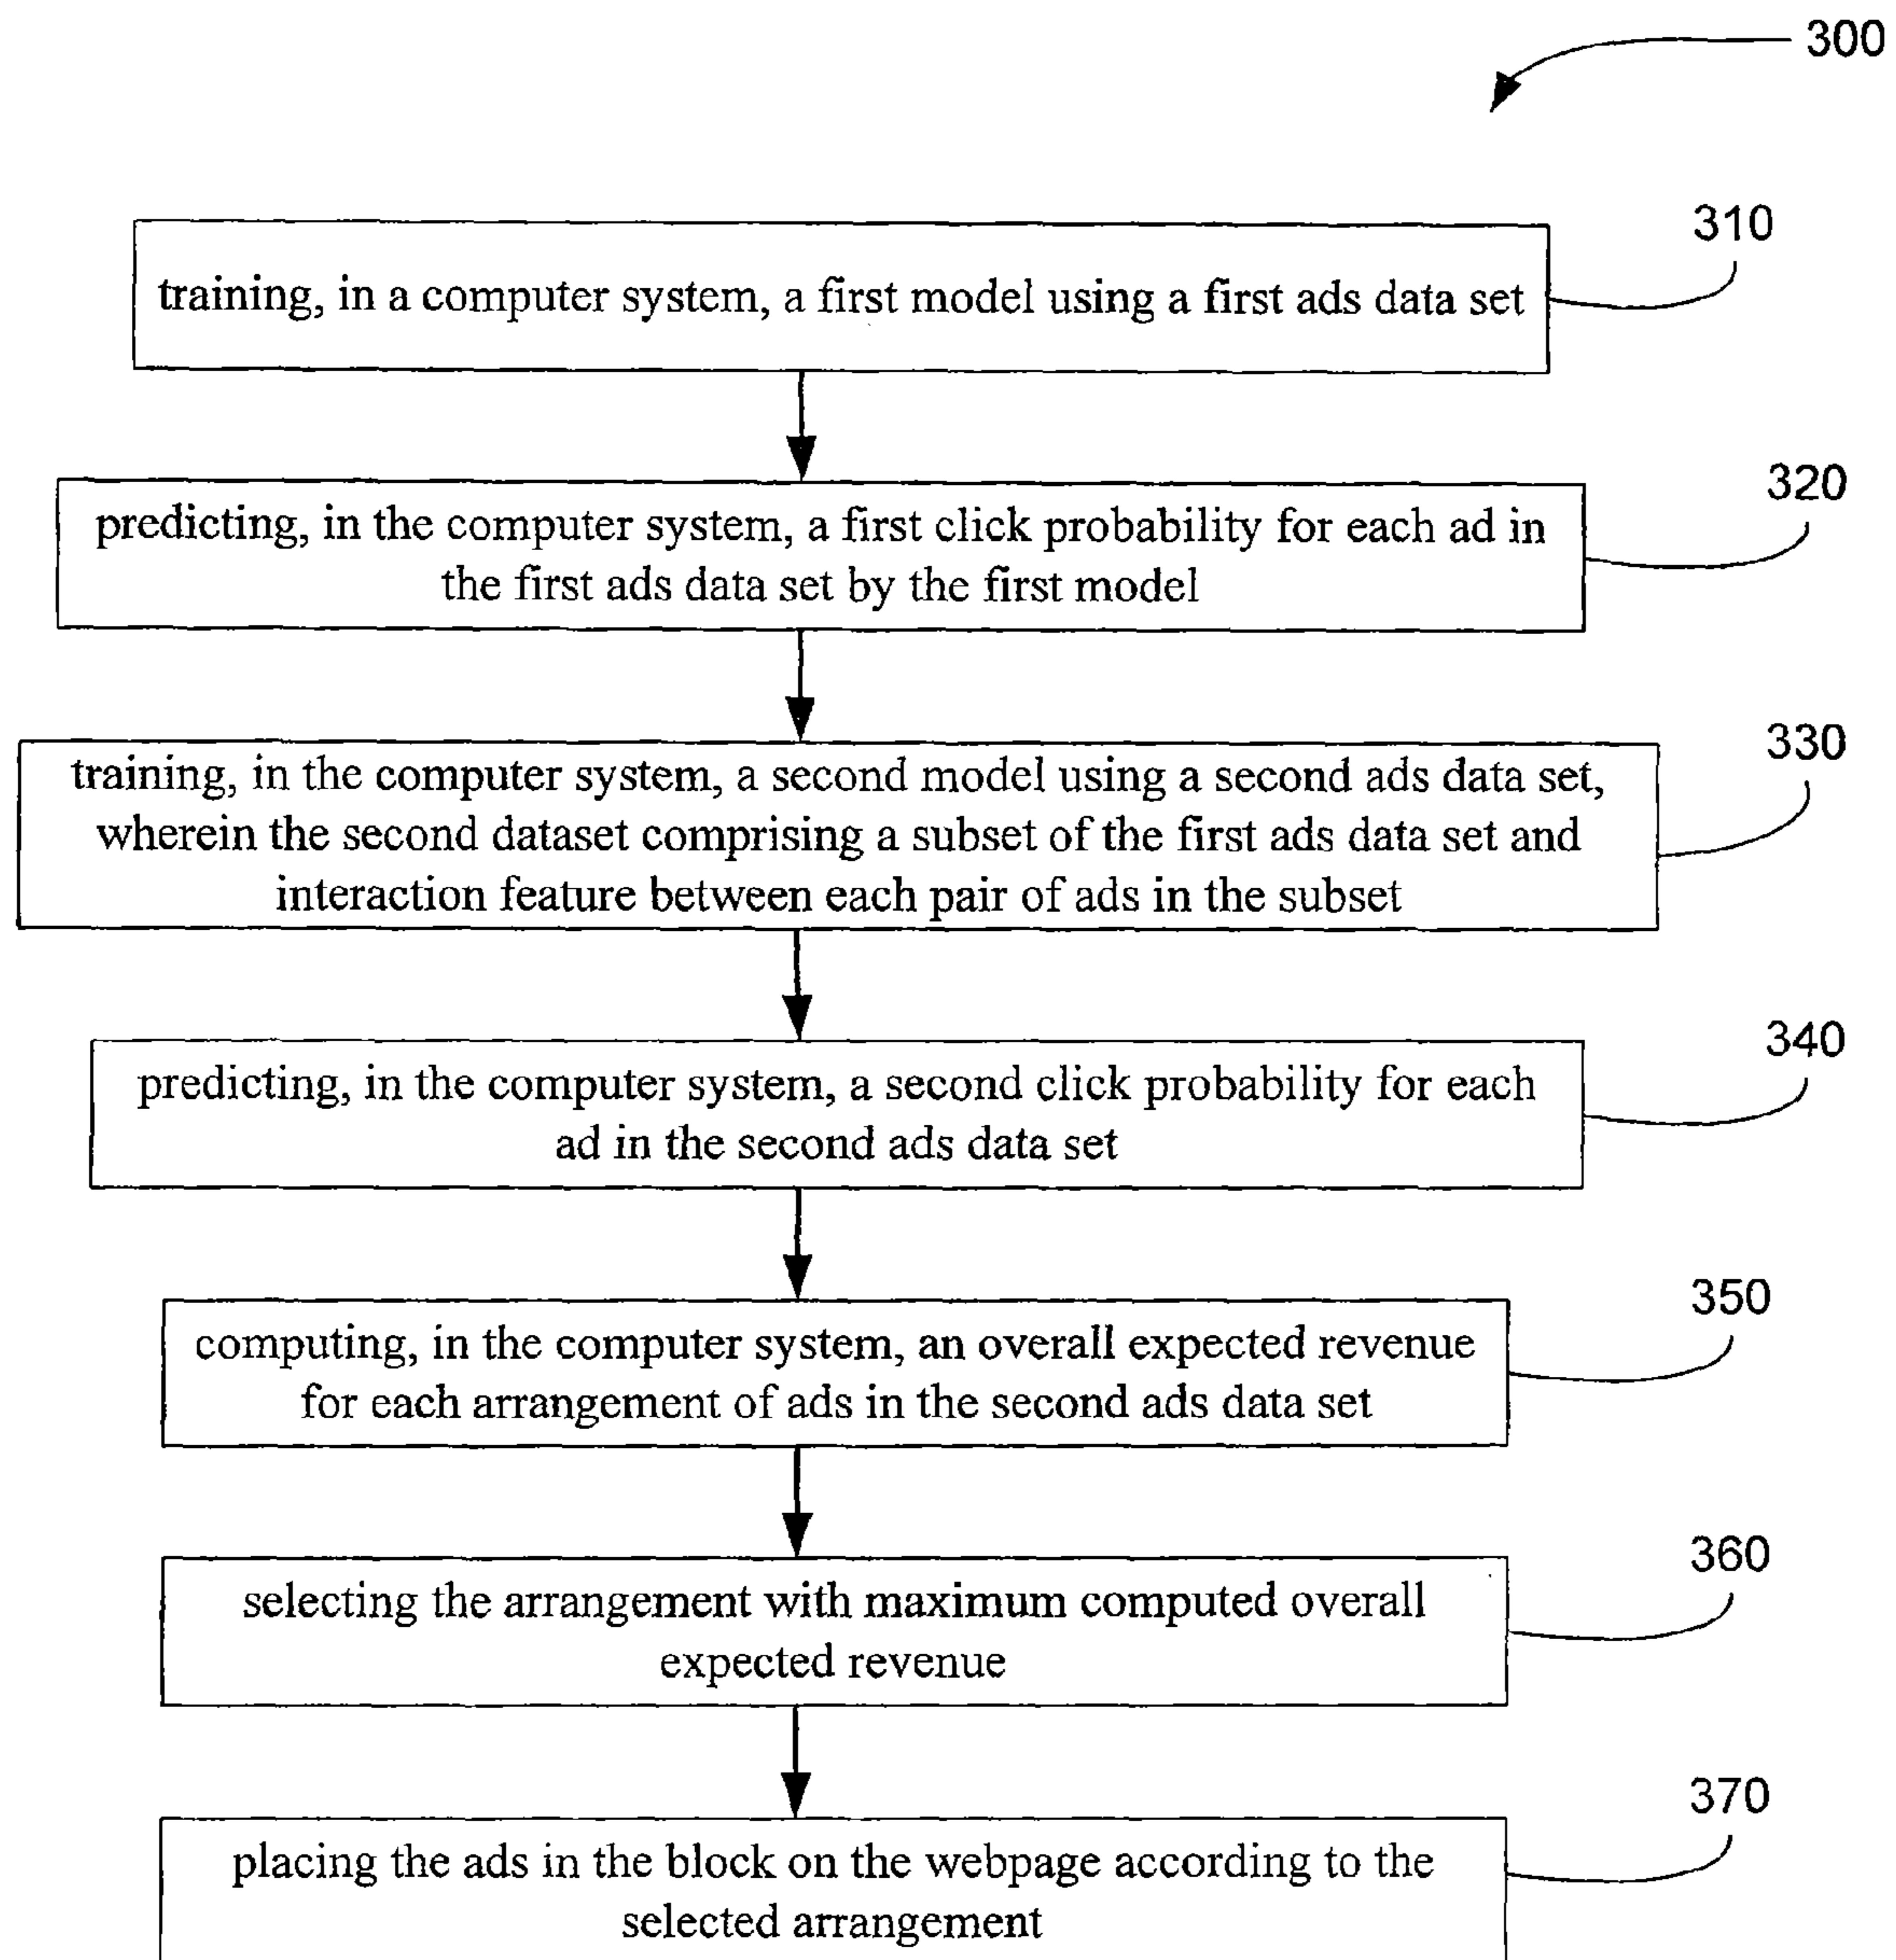 300
310
training, in a computer system, a first model using a first ads data set
320
predicting, in the computer system, a first click probability for each ad in
the first ads data set by the first model
330
training, in the computer system, a second model using a second ads data set,
wherein the second dataset comprising a subset of the first ads data set and
interaction feature between each pair of ads in the subset
340
predicting, in the computer system, a second click probability for each
ad in the second ads data set
350
computing, in the computer system, an overall expected revenue
for each arrangement of ads in the second ads data set
360
selecting the arrangement with maximum computed overall
expected revenue
370
placing the ads in the block on the webpage according to the
selected arrangement